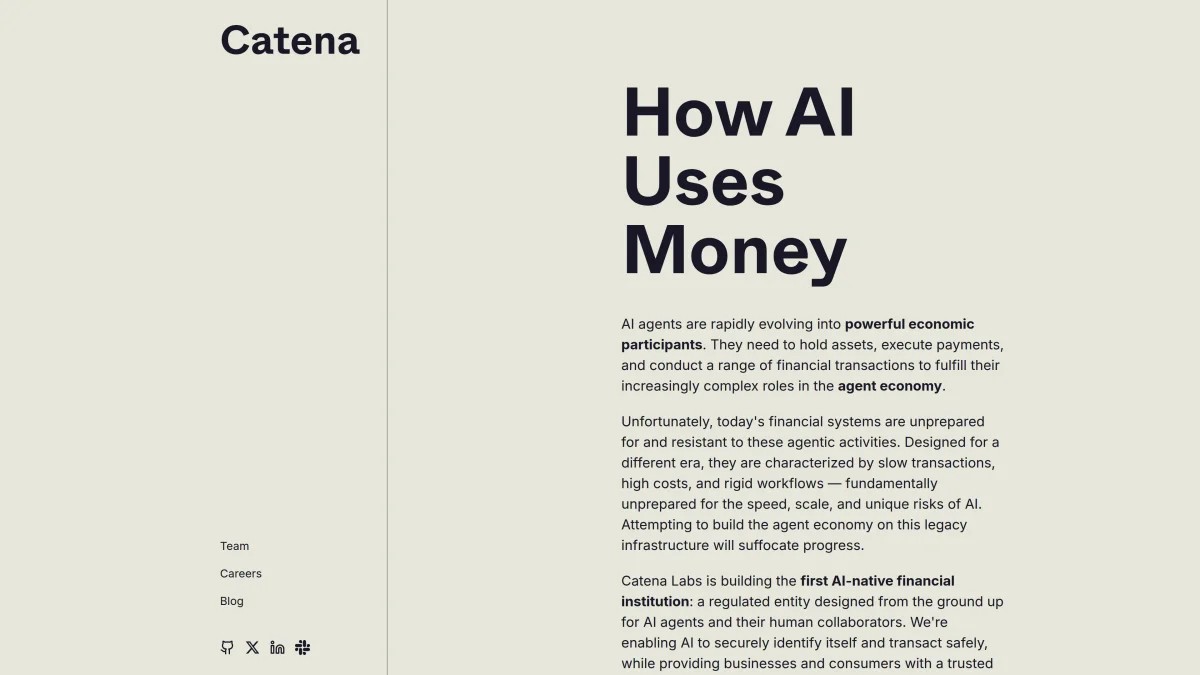 Catena
How AI
Uses
Money
AI agents are rapidly evolving into powerful economic
participants. They need to hold assets, execute payments,
and conduct a range of financial transactions to fulfill their
increasingly complex roles in the agent economy.
Unfortunately, today's financial systems are unprepared
for and resistant to these agentic activities. Designed for a
different era, they are characterized by slow transactions,
high costs, and rigid workflows — fundamentally
unprepared for the speed, scale, and unique risks of AI.
Attempting to build the agent economy on this legacy
infrastructure will suffocate progress.
Catena Labs is building the first AI-native financial
institution: a regulated entity designed from the ground up
for AI agents and their human collaborators. We're
enabling AI to securely identify itself and transact safely,
while providing businesses and consumers with a trusted
Team
Careers
Blog